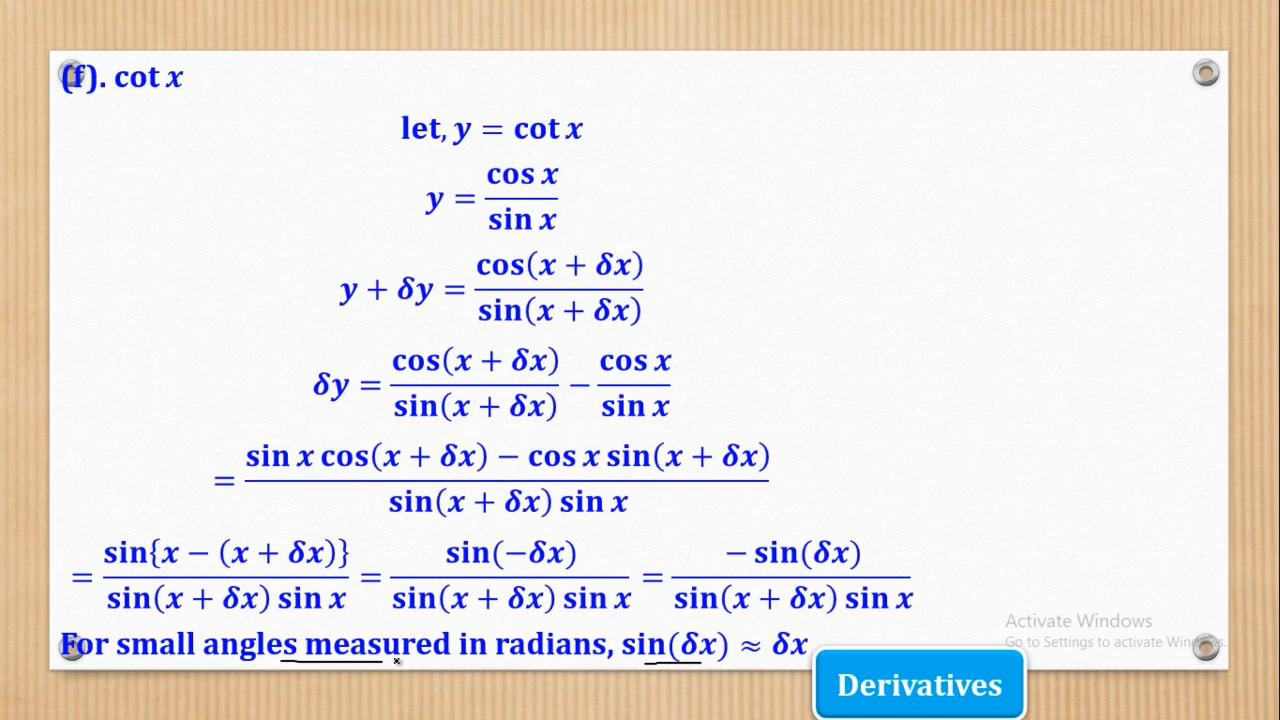 (f). cot x
let, y = cot x
y = cos x / sin x
y + δy = cos(x + δx) / sin(x + δx)
δy = cos(x + δx) / sin(x + δx) − cos x / sin x
= sin x cos(x + δx) − cos x sin(x + δx) / sin(x + δx) sin x
= sin{x − (x + δx)} / sin(x + δx) sin x = sin(−δx) / sin(x + δx) sin x = − sin(δx) / sin(x + δx) sin x
For small angles measured in radians, sin(δx) ≈ δx
Activate Windows
Go to Settings to activate Windows.
Derivatives